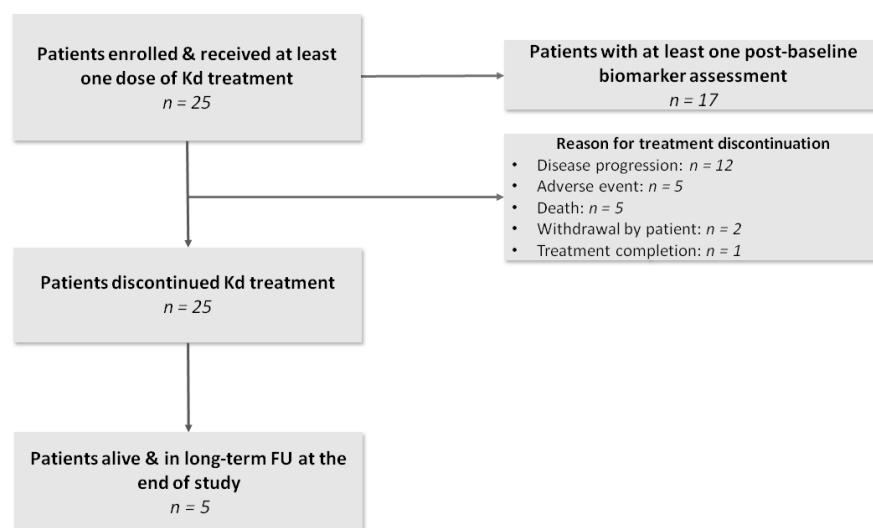 Patients enrolled & received at least
one dose of Kd treatment
n = 25
Patients with at least one post-baseline
biomarker assessment
n = 17
Reason for treatment discontinuation
• Disease progression: n = 12
• Adverse event: n = 5
• Death: n = 5
• Withdrawal by patient: n = 2
• Treatment completion: n = 1
Patients discontinued Kd treatment
n = 25
Patients alive & in long-term FU at the
end of study
n = 5